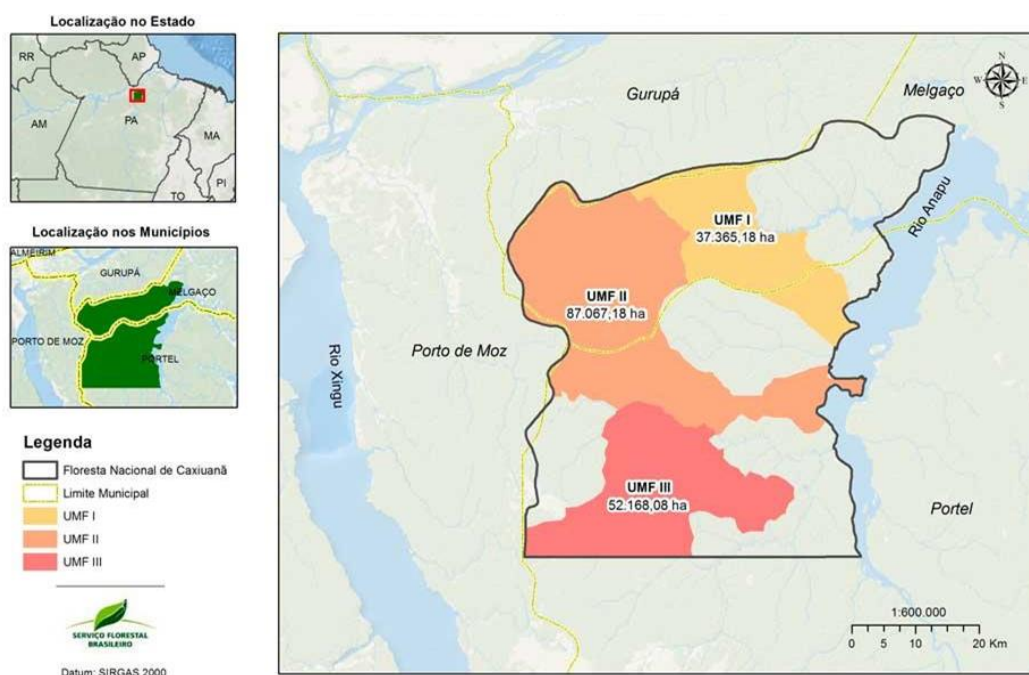 Localização no Estado
RR
AP
AM
PA
MA
TO
PI
Localização nos Municípios
ALMEIRIM
GURUPÁ
MELGAÇO
PORTO DE MOZ
PORTEL
Legenda
Floresta Nacional de Caxiuanã
Limite Municipal
UMF I
UMF II
UMF III
SERVIÇO FLORESTAL
BRASILEIRO
Datum: SIRGAS 2000
Gurupá
Melgaço
N
W
E
S
Rio Anapu
UMF I
37.365,18 ha
UMF II
87.067,18 ha
Porto de Moz
Rio Xingu
UMF III
52.168,08 ha
Portel
1:600.000
0 5 10 20 Km